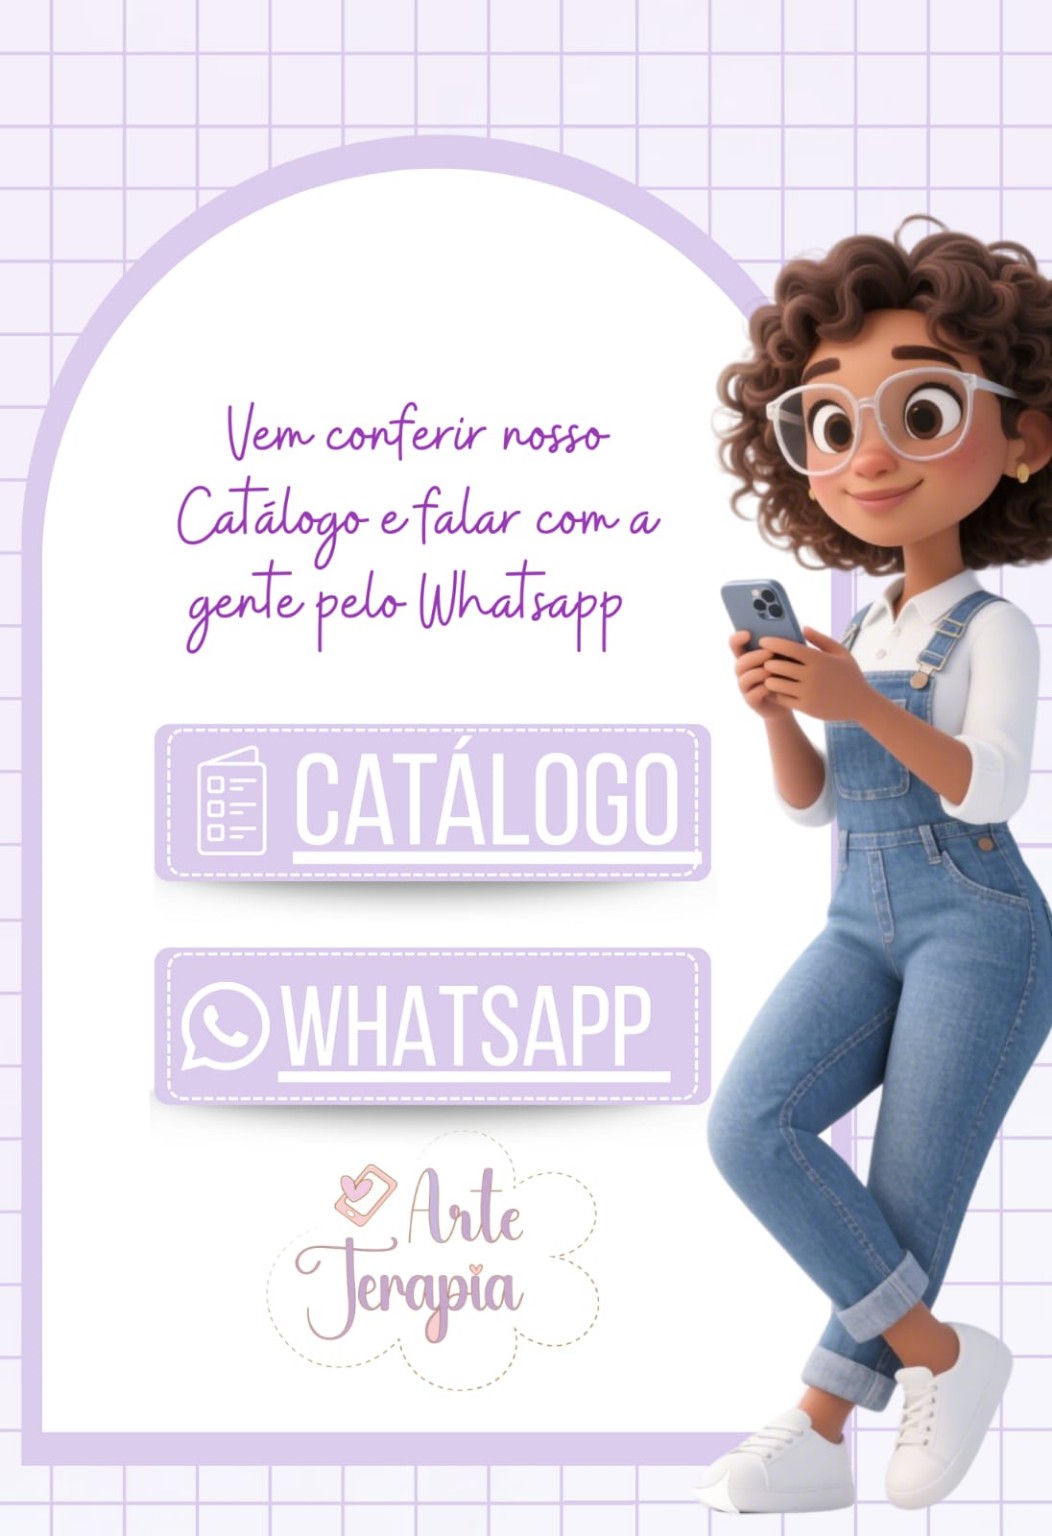 Vem conferir nosso
Catálogo e falar com a
gente pelo Whatsapp
CATÁLOGO
WHATSAPP
Arte
Terapia